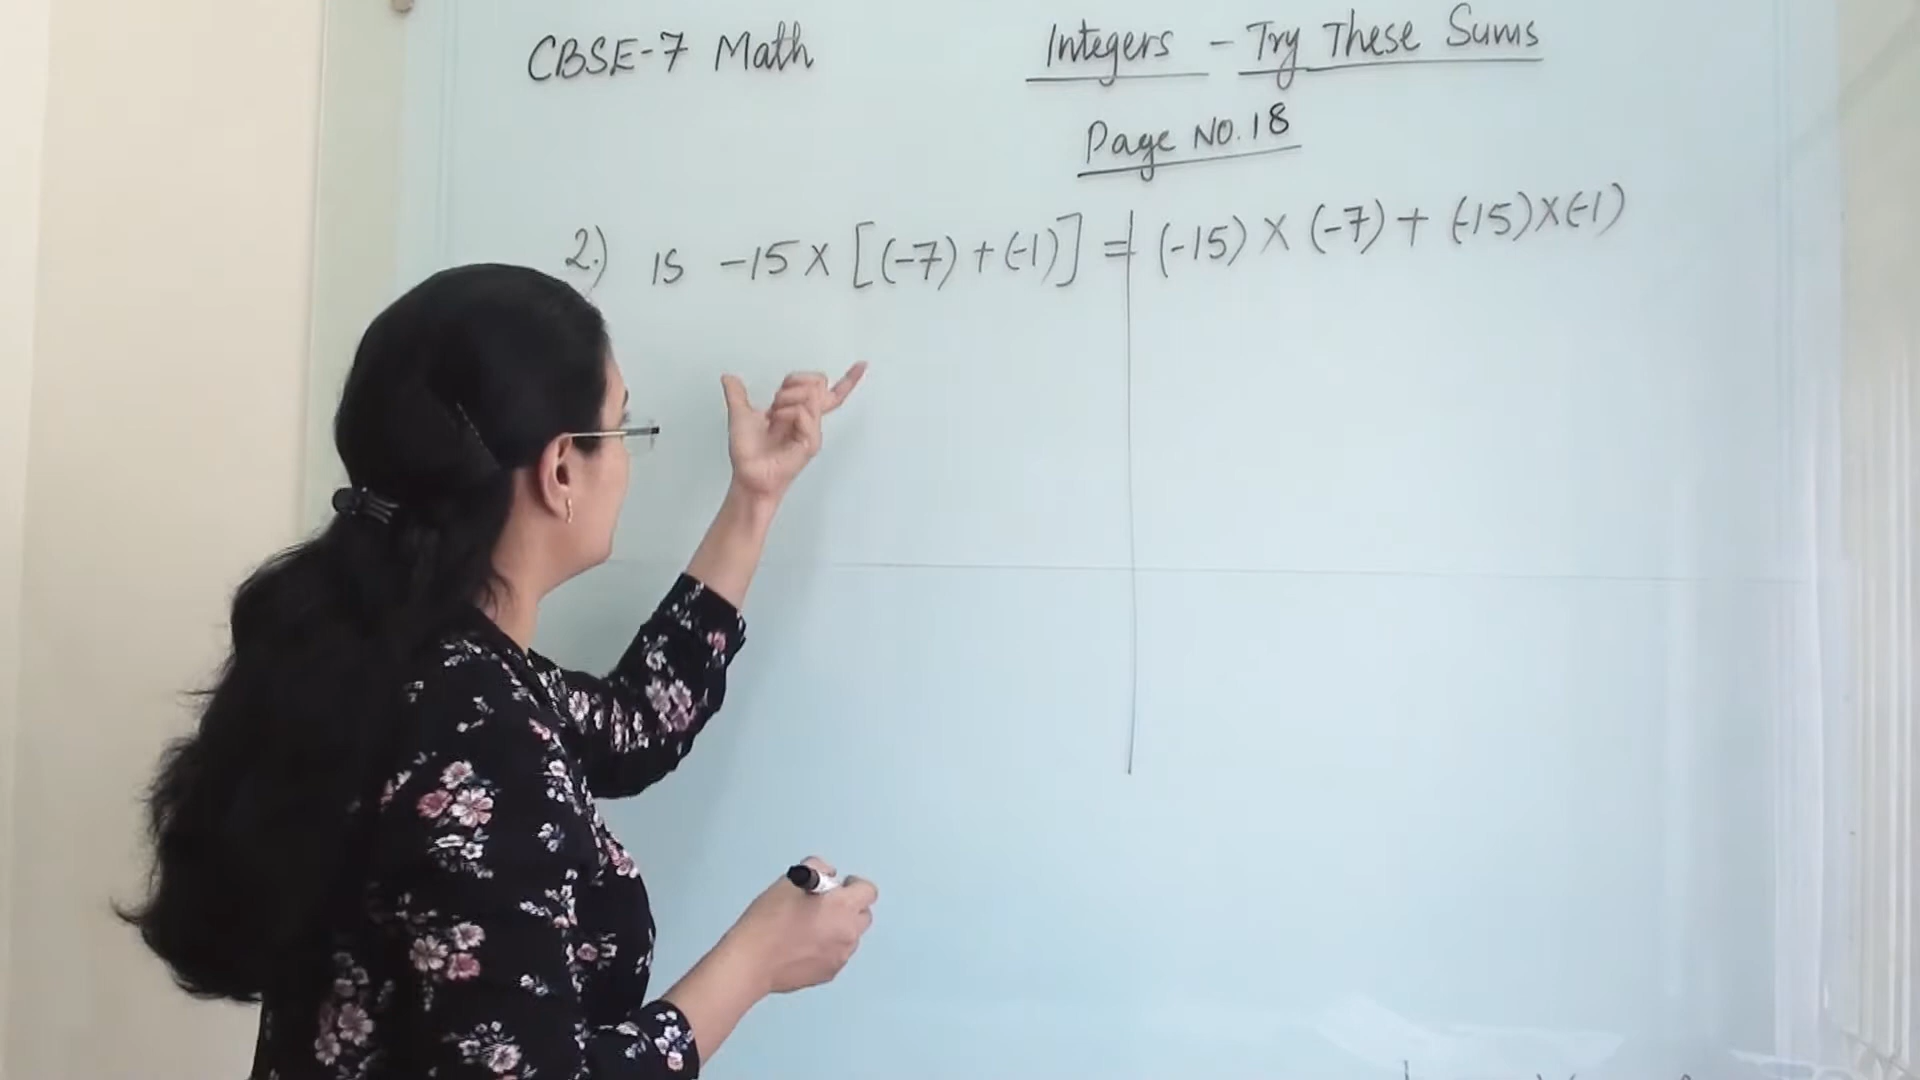 CBSE-7 Math
Integers - Try These Sums
Page No.18
2.) is -15 × [(-7) + (-1)] = (-15) × (-7) + (-15) × (-1)